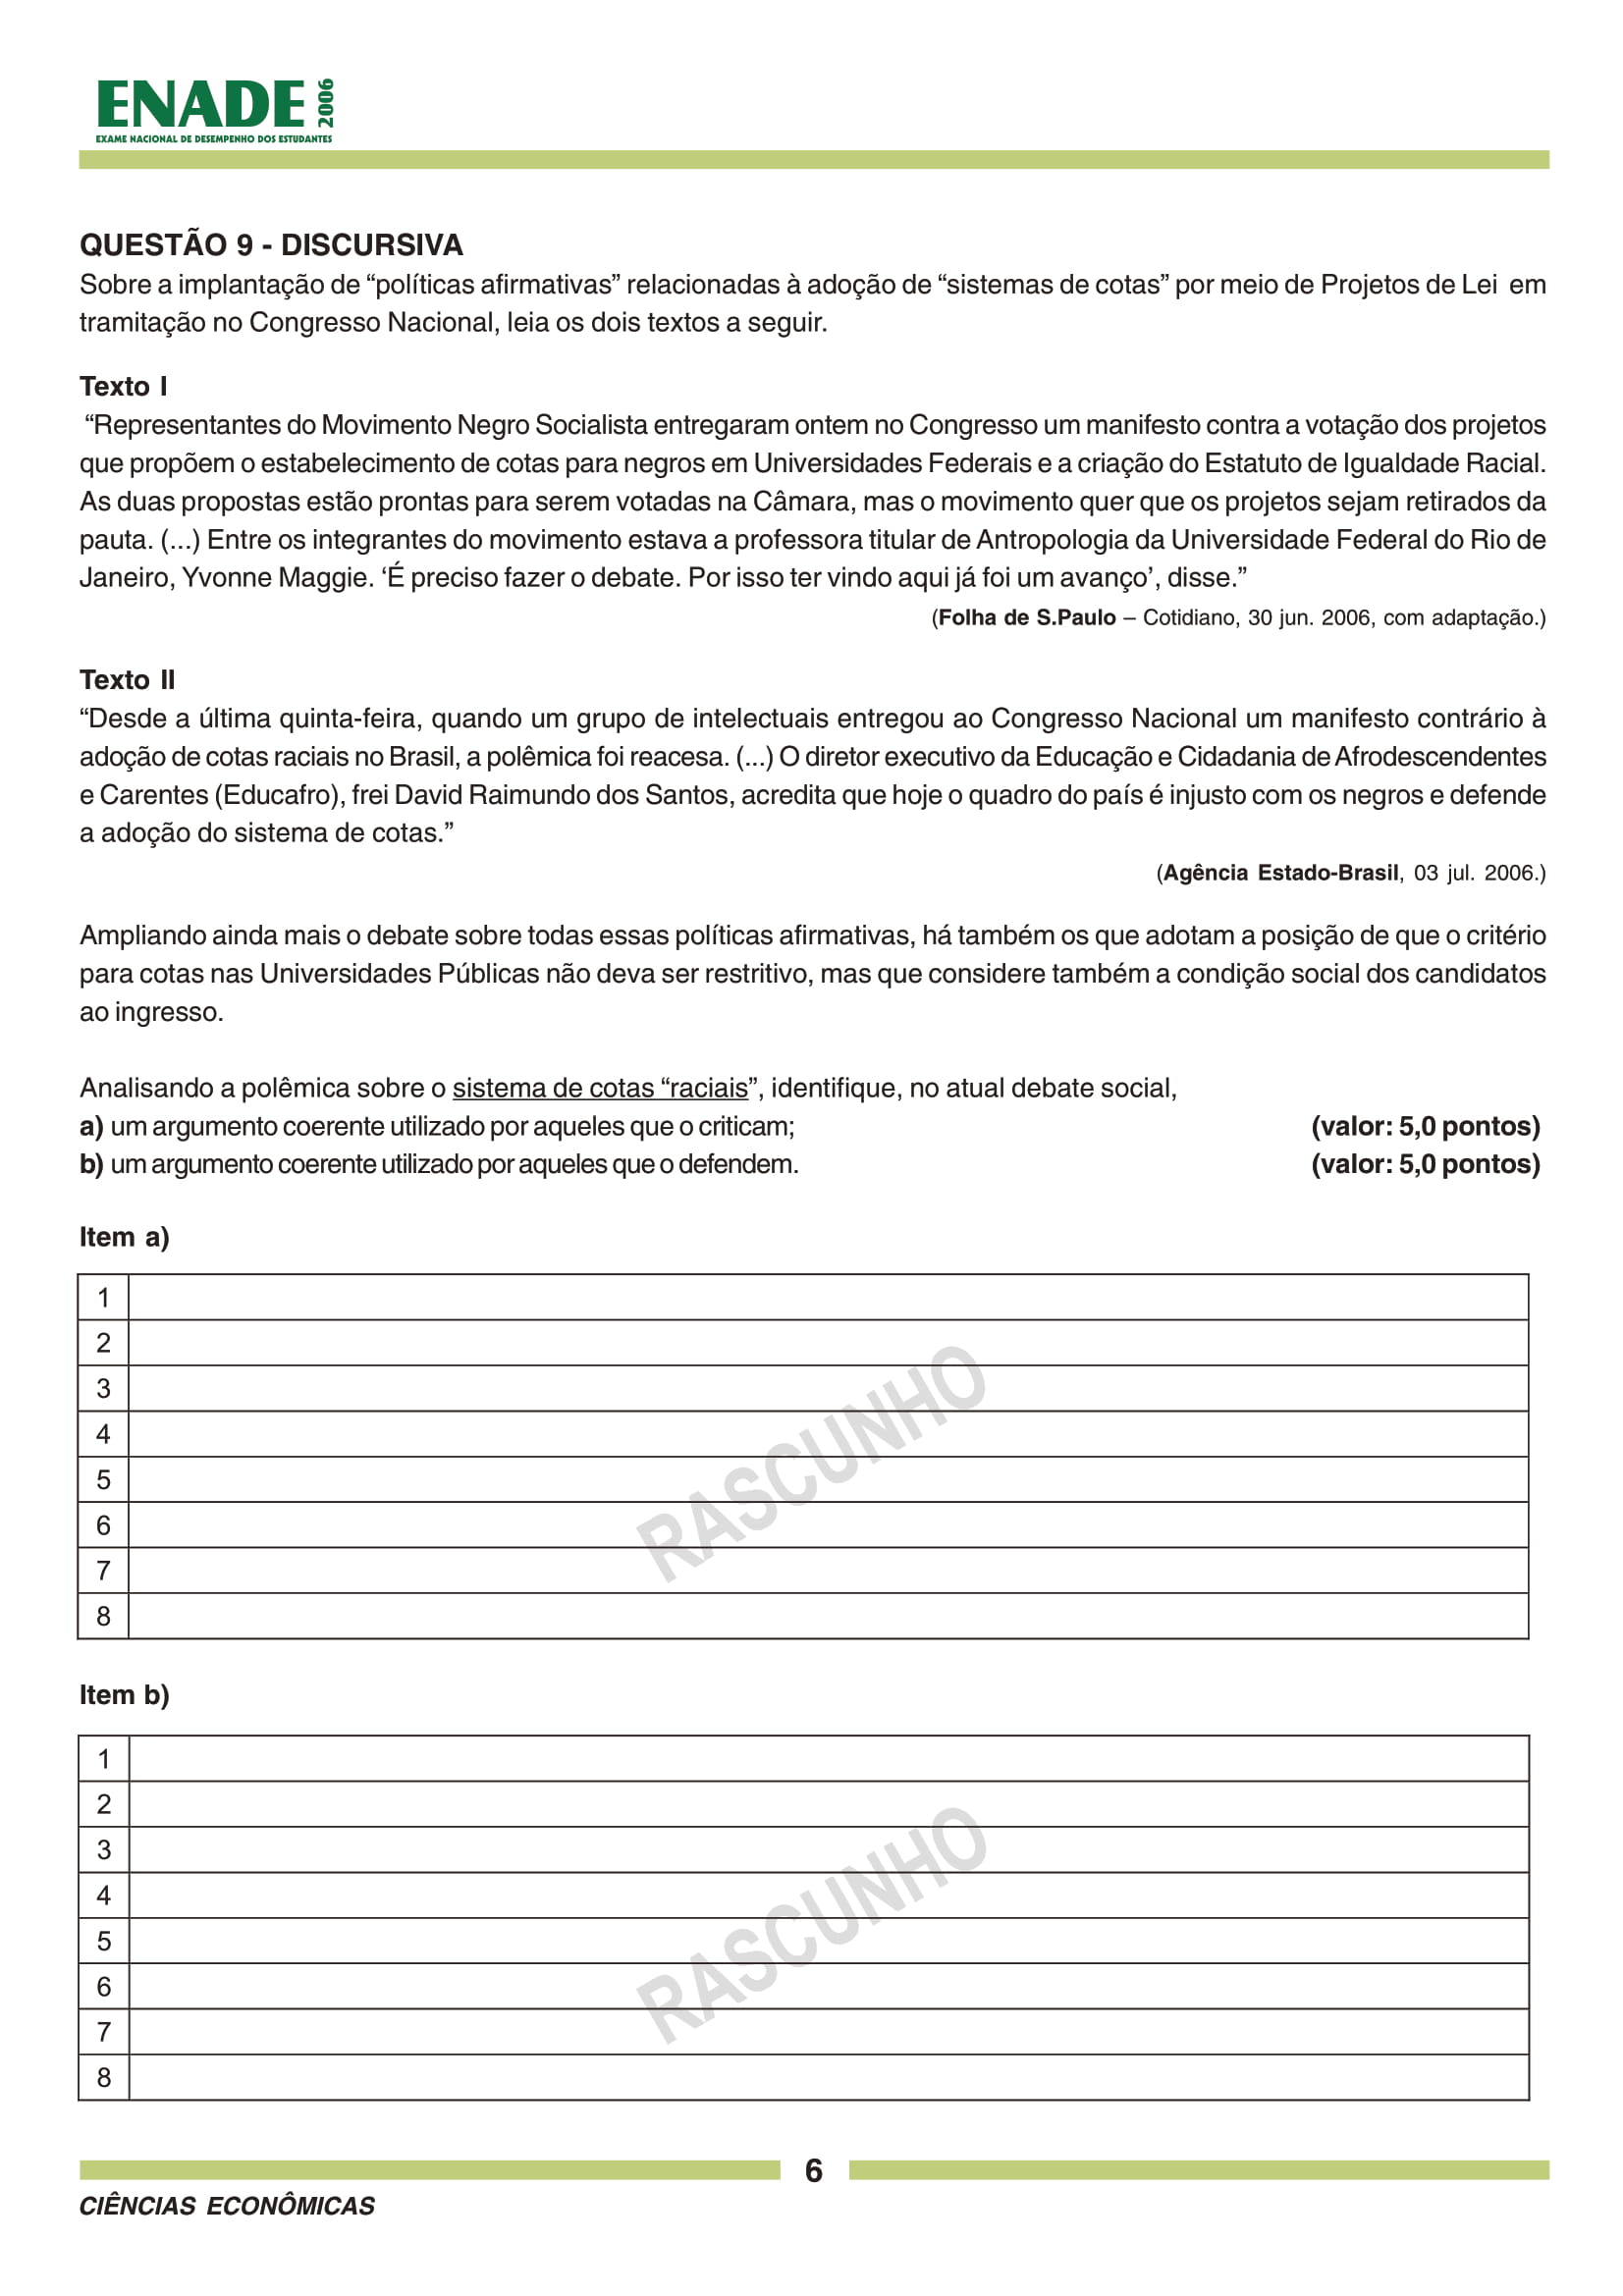 ENADE 2006
EXAME NACIONAL DE DESEMPENHO DOS ESTUDANTES
QUESTÃO 9 - DISCURSIVA
Sobre a implantação de “políticas afirmativas” relacionadas à adoção de “sistemas de cotas” por meio de Projetos de Lei em
tramitação no Congresso Nacional, leia os dois textos a seguir.
Texto I
“Representantes do Movimento Negro Socialista entregaram ontem no Congresso um manifesto contra a votação dos projetos
que propõem o estabelecimento de cotas para negros em Universidades Federais e a criação do Estatuto de Igualdade Racial.
As duas propostas estão prontas para serem votadas na Câmara, mas o movimento quer que os projetos sejam retirados da
pauta. (...) Entre os integrantes do movimento estava a professora titular de Antropologia da Universidade Federal do Rio de
Janeiro, Yvonne Maggie. ‘É preciso fazer o debate. Por isso ter vindo aqui já foi um avanço’, disse.”
(Folha de S.Paulo – Cotidiano, 30 jun. 2006, com adaptação.)
Texto II
“Desde a última quinta-feira, quando um grupo de intelectuais entregou ao Congresso Nacional um manifesto contrário à
adoção de cotas raciais no Brasil, a polêmica foi reacesa. (...) O diretor executivo da Educação e Cidadania de Afrodescendentes
e Carentes (Educafro), frei David Raimundo dos Santos, acredita que hoje o quadro do país é injusto com os negros e defende
a adoção do sistema de cotas.”
(Agência Estado-Brasil, 03 jul. 2006.)
Ampliando ainda mais o debate sobre todas essas políticas afirmativas, há também os que adotam a posição de que o critério
para cotas nas Universidades Públicas não deva ser restritivo, mas que considere também a condição social dos candidatos
ao ingresso.
Analisando a polêmica sobre o sistema de cotas “raciais”, identifique, no atual debate social,
a) um argumento coerente utilizado por aqueles que o criticam; (valor: 5,0 pontos)
b) um argumento coerente utilizado por aqueles que o defendem. (valor: 5,0 pontos)
Item a)
1
2
3
4
5
6
7
8
RASCUNHO
Item b)
1
2
3
4
5
6
7
8
RASCUNHO
6
CIÊNCIAS ECONÔMICAS